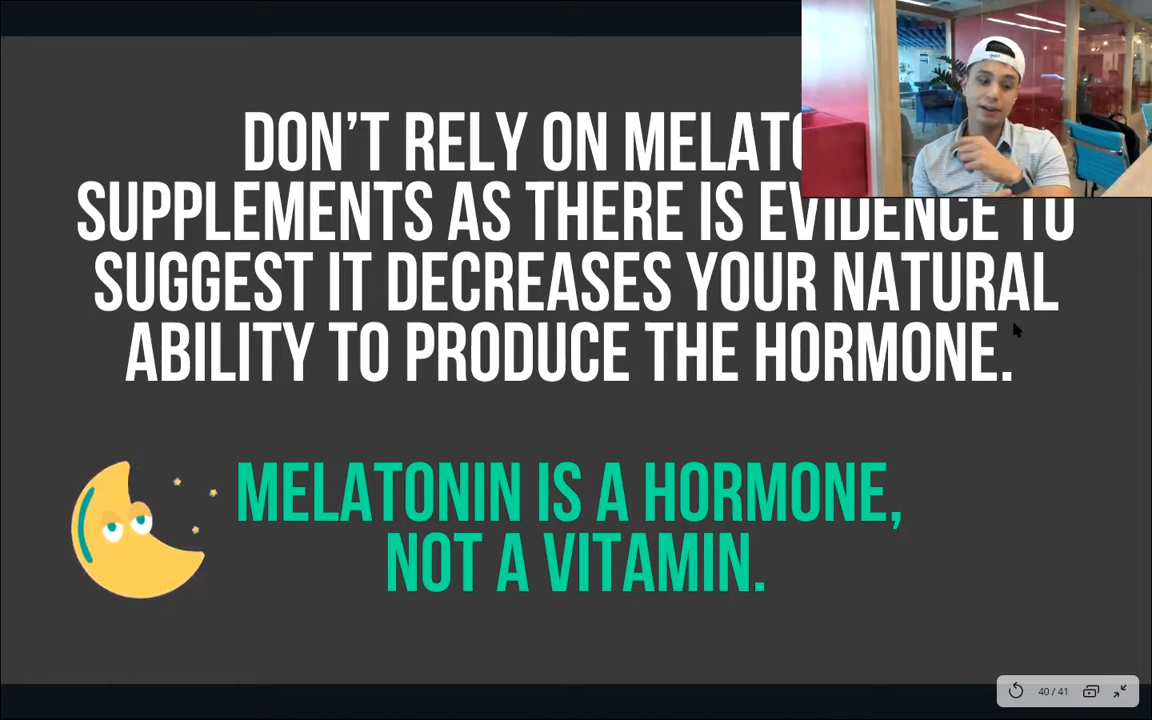 DON'T RELY ON MELATO
SUPPLEMENTS AS THERE IS EVIDENCE TO
SUGGEST IT DECREASES YOUR NATURAL
ABILITY TO PRODUCE THE HORMONE.
MELATONIN IS A HORMONE,
NOT A VITAMIN.
40 / 41